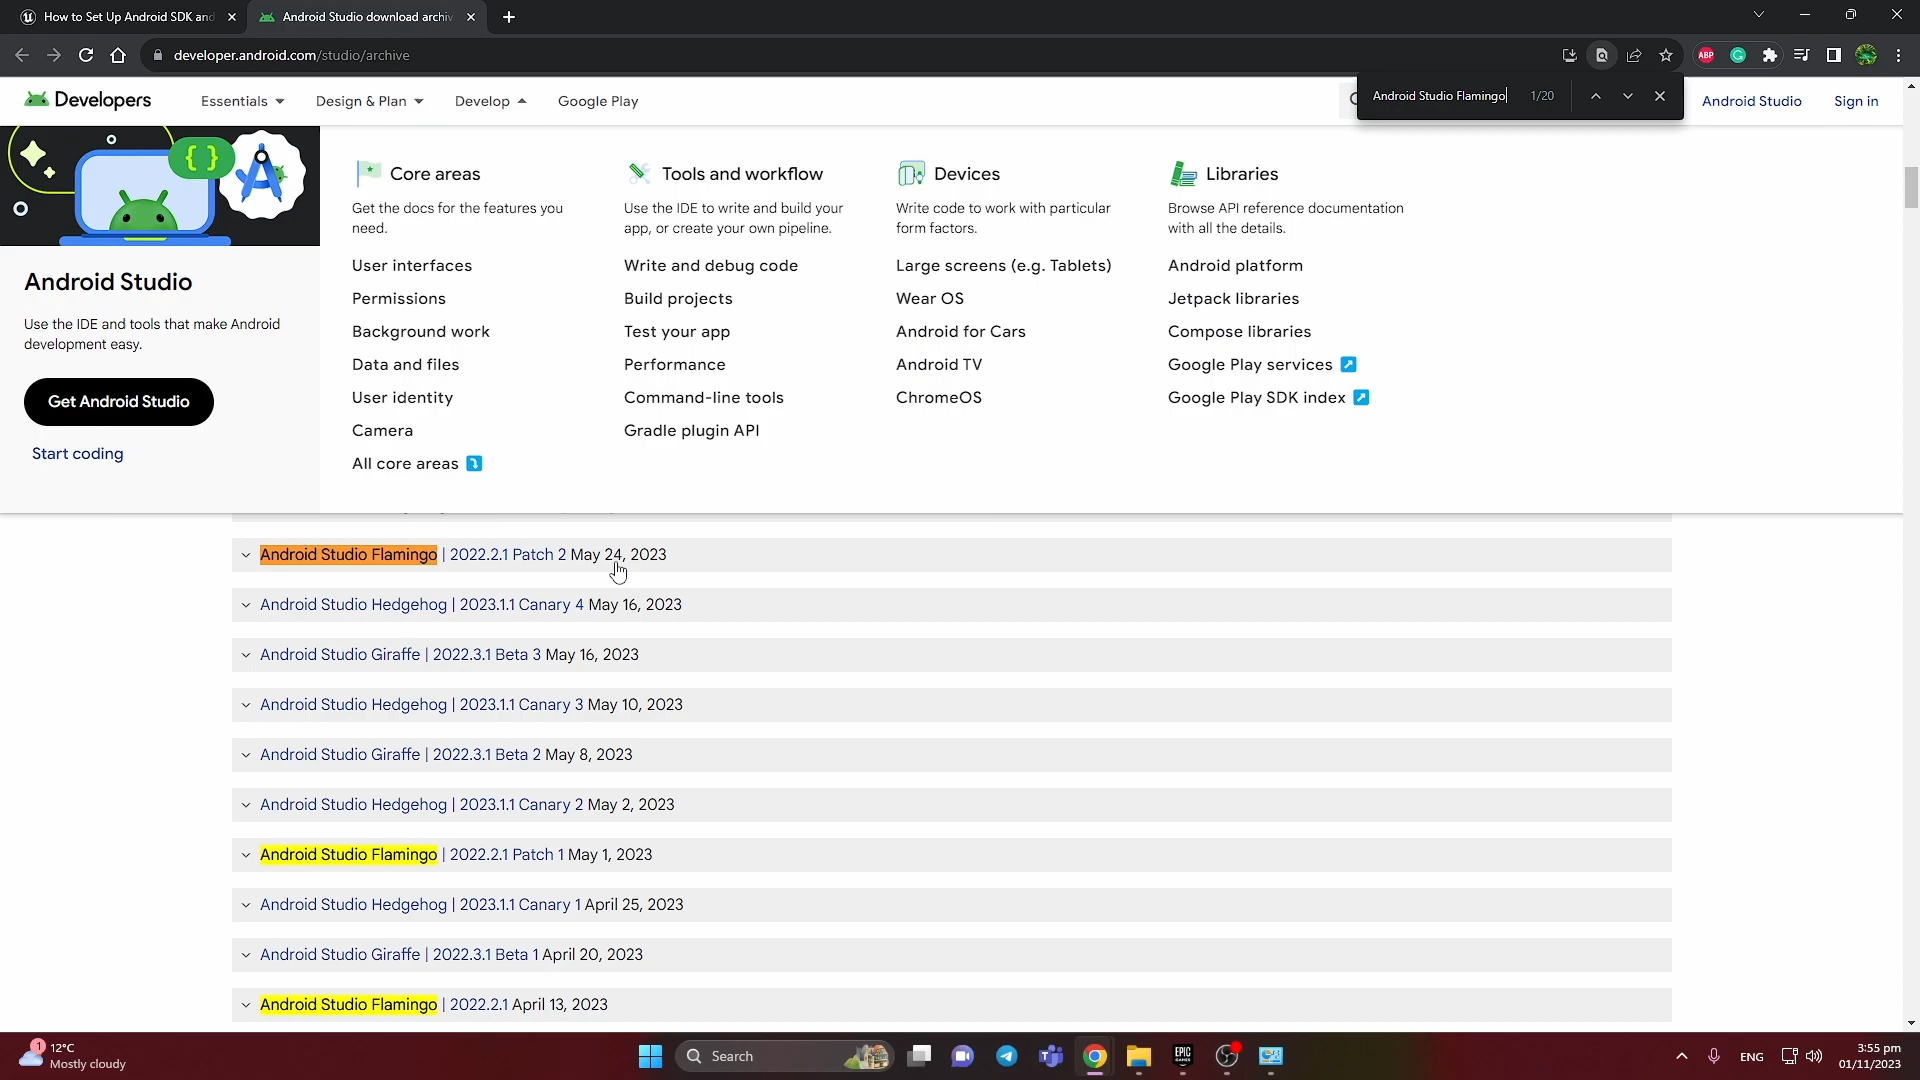 How to Set Up Android SDK and
Android Studio download archiv
developer.android.com/studio/archive
ABP
Developers
Essentials
Design & Plan
Develop
Google Play
Android Studio Flamingo
1/20
Android Studio
Sign in
{ }
Android Studio
Use the IDE and tools that make Android
development easy.
Get Android Studio
Start coding
Core areas
Get the docs for the features you
need.
User interfaces
Permissions
Background work
Data and files
User identity
Camera
All core areas
Tools and workflow
Use the IDE to write and build your
app, or create your own pipeline.
Write and debug code
Build projects
Test your app
Performance
Command-line tools
Gradle plugin API
Devices
Write code to work with particular
form factors.
Large screens (e.g. Tablets)
Wear OS
Android for Cars
Android TV
ChromeOS
Libraries
Browse API reference documentation
with all the details.
Android platform
Jetpack libraries
Compose libraries
Google Play services
Google Play SDK index
Android Studio Flamingo | 2022.2.1 Patch 2 May 24, 2023
Android Studio Hedgehog | 2023.1.1 Canary 4 May 16, 2023
Android Studio Giraffe | 2022.3.1 Beta 3 May 16, 2023
Android Studio Hedgehog | 2023.1.1 Canary 3 May 10, 2023
Android Studio Giraffe | 2022.3.1 Beta 2 May 8, 2023
Android Studio Hedgehog | 2023.1.1 Canary 2 May 2, 2023
Android Studio Flamingo | 2022.2.1 Patch 1 May 1, 2023
Android Studio Hedgehog | 2023.1.1 Canary 1 April 25, 2023
Android Studio Giraffe | 2022.3.1 Beta 1 April 20, 2023
Android Studio Flamingo | 2022.2.1 April 13, 2023
1
12°C
Mostly cloudy
Search
EPIC
GAMES
ENG
3:55 pm
01/11/2023